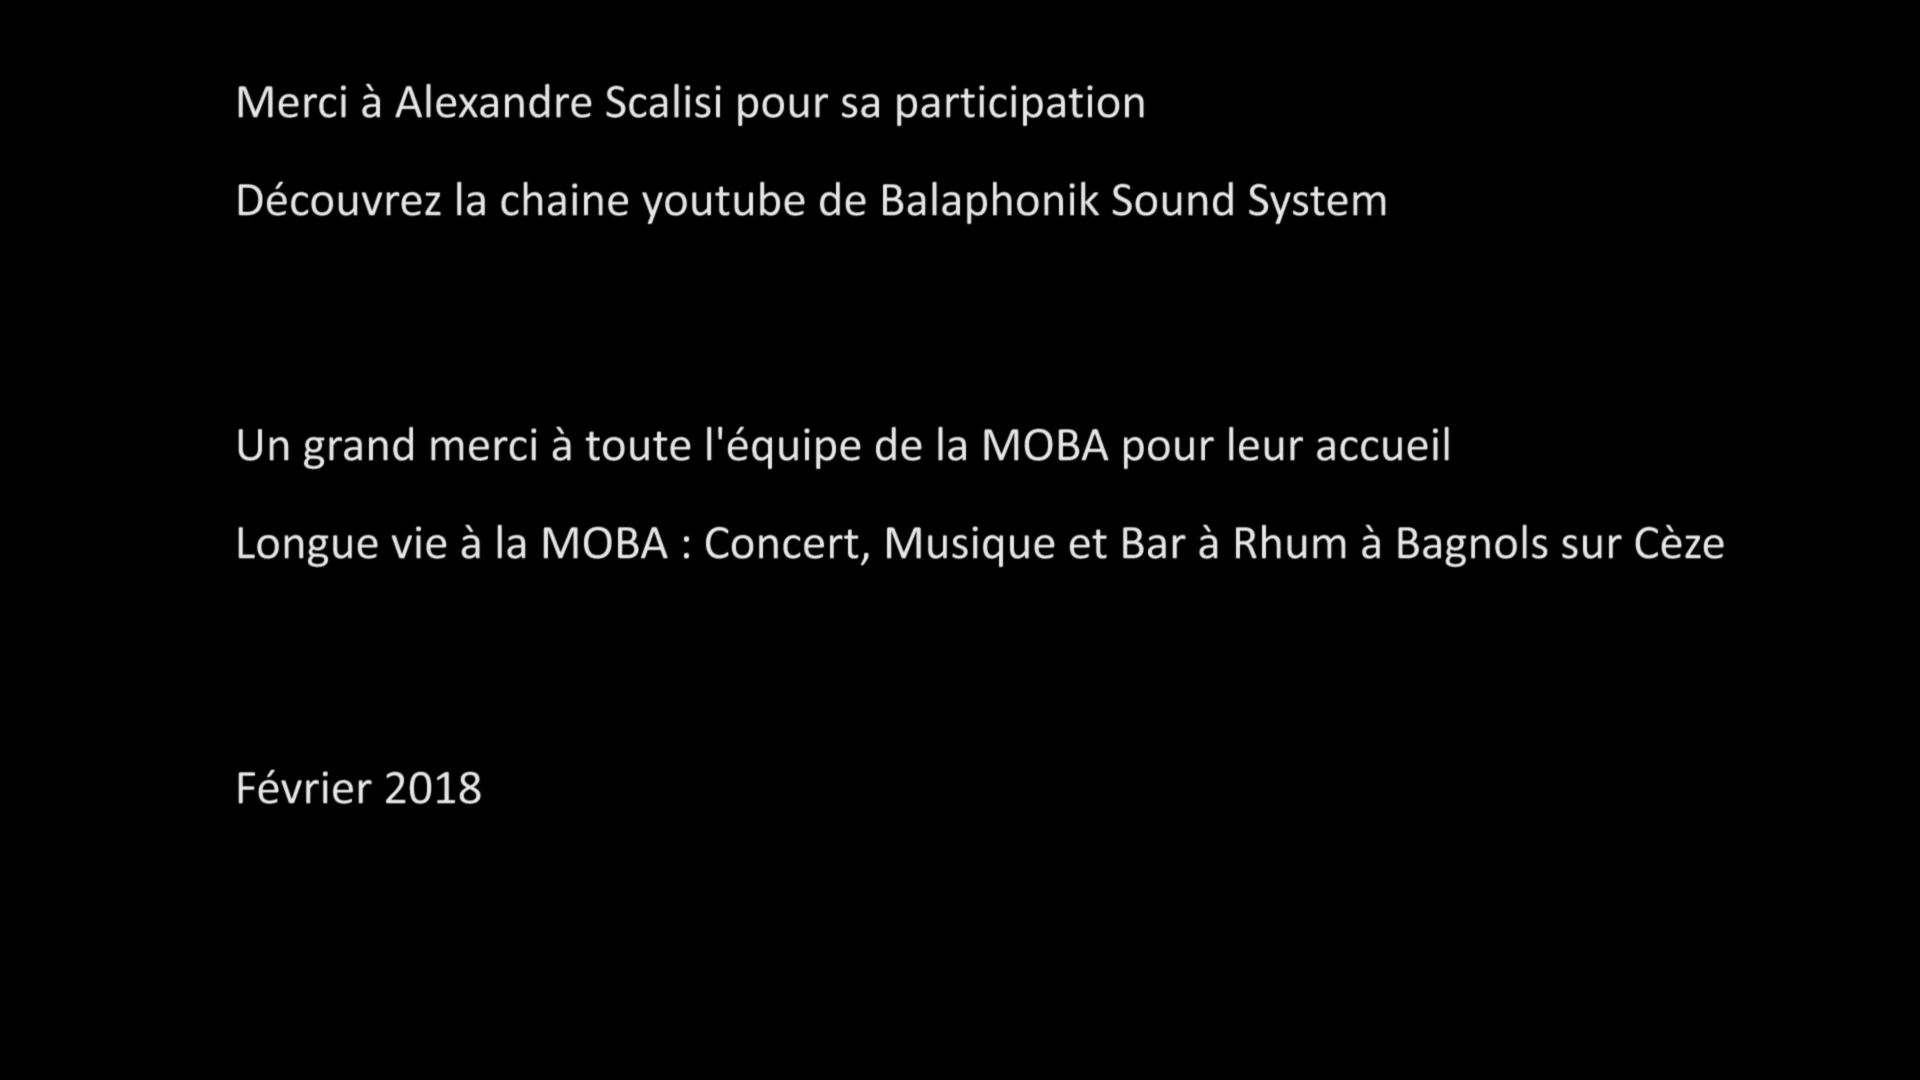 Merci à Alexandre Scalisi pour sa participation
Découvrez la chaine youtube de Balaphonik Sound System
Un grand merci à toute l'équipe de la MOBA pour leur accueil
Longue vie à la MOBA : Concert, Musique et Bar à Rhum à Bagnols sur Cèze
Février 2018